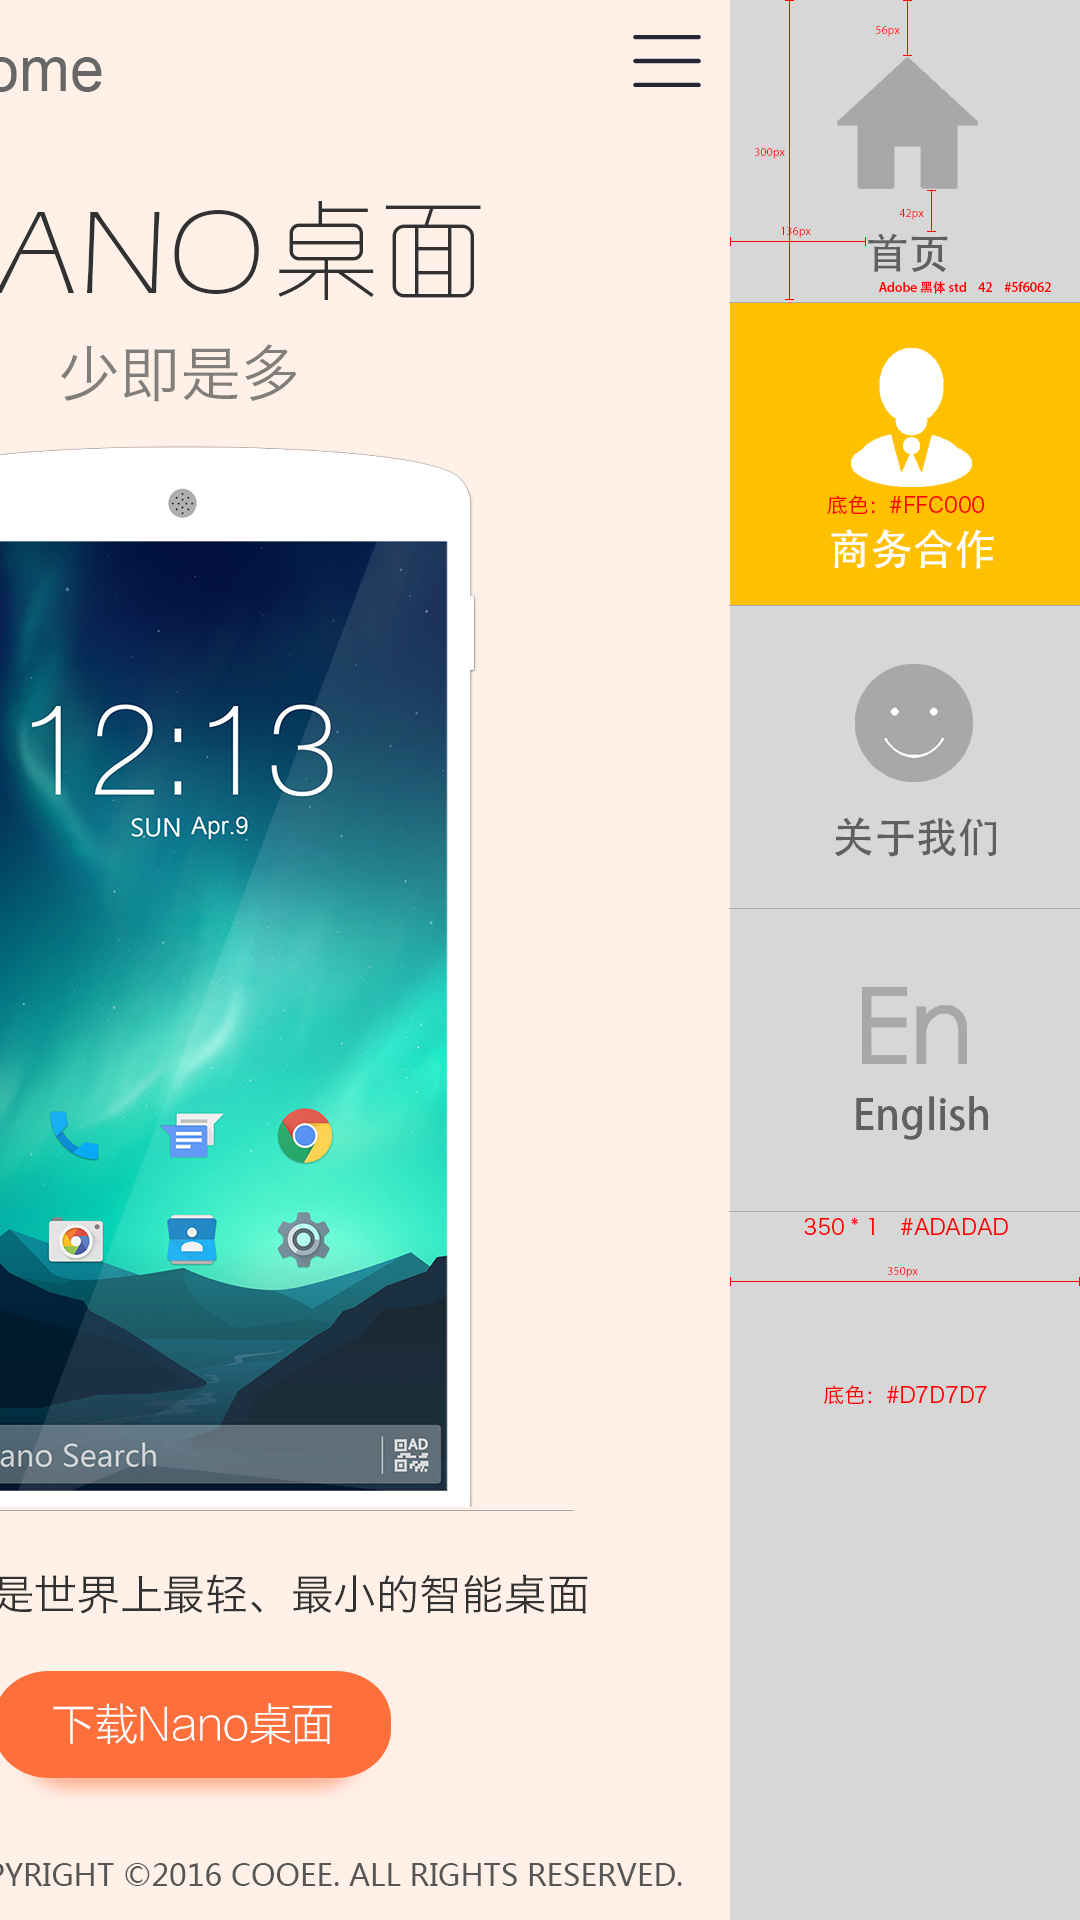 ome
ANO桌面
少即是多
12:13
SUN Apr.9
ano Search
AD
是世界上最轻、最小的智能桌面
下载Nano桌面
PYRIGHT ©2016 COOEE. ALL RIGHTS RESERVED.
56px
300px
42px
136px
首页
Adobe 黑体 std 42 #5f6062
底色：#FFC000
商务合作
关于我们
En
English
350 * 1 #ADADAD
350px
底色：#D7D7D7